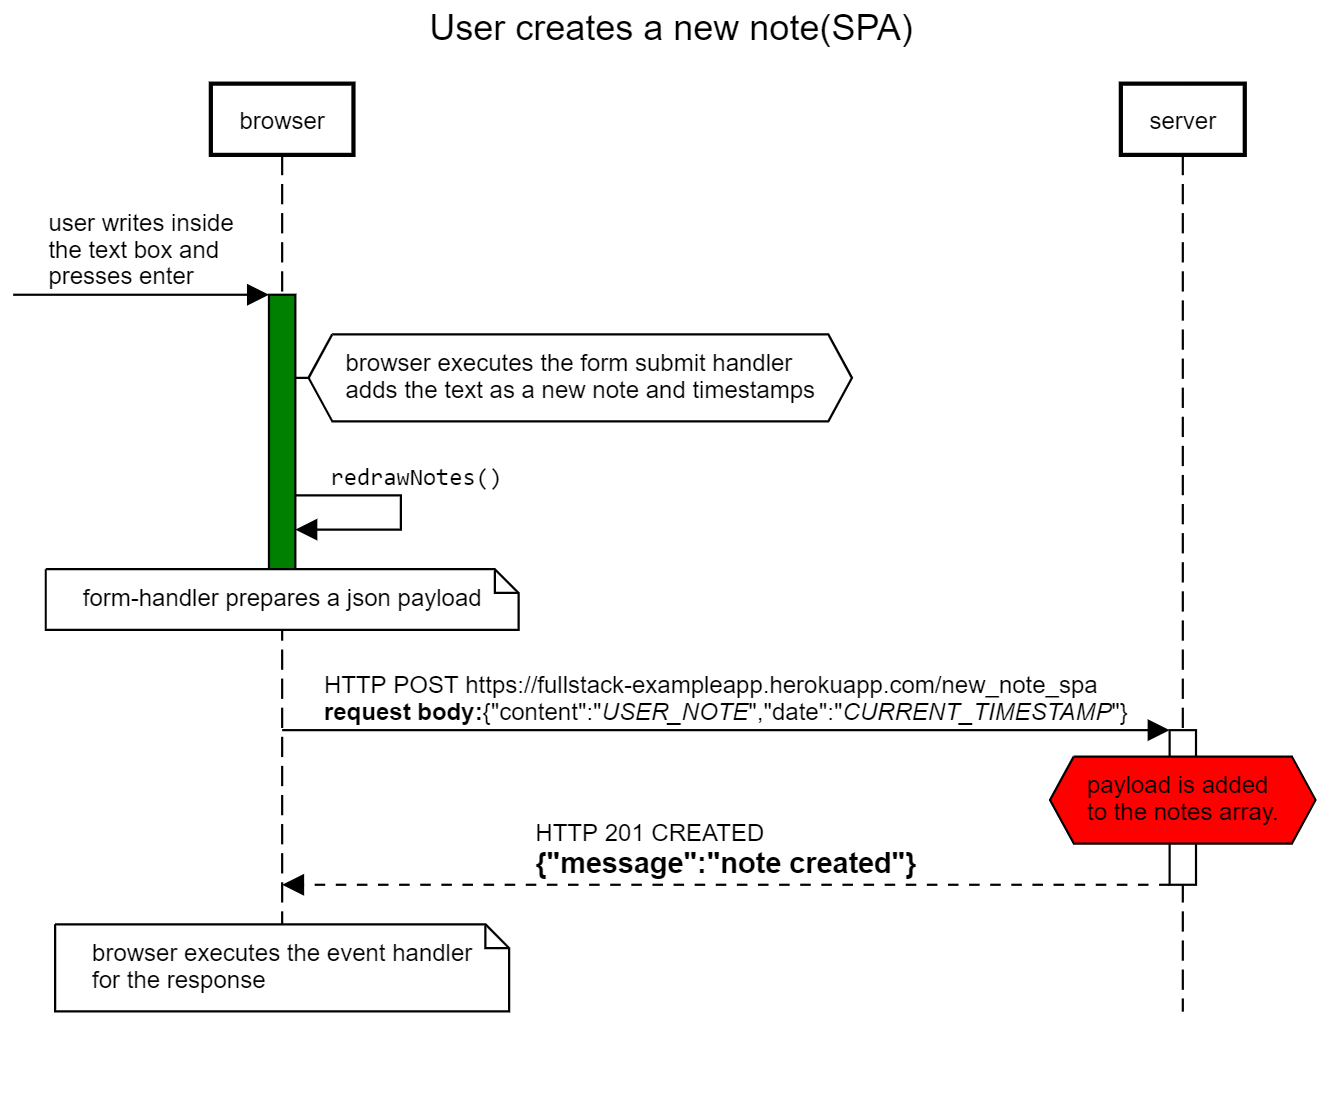 User creates a new note(SPA)
browser
server
user writes inside
the text box and
presses enter
browser executes the form submit handler
adds the text as a new note and timestamps
redrawNotes()
form-handler prepares a json payload
HTTP POST https://fullstack-exampleapp.herokuapp.com/new_note_spa
request body:{"content":"USER_NOTE","date":"CURRENT_TIMESTAMP"}
payload is added
to the notes array.
HTTP 201 CREATED
{"message":"note created"}
browser executes the event handler
for the response